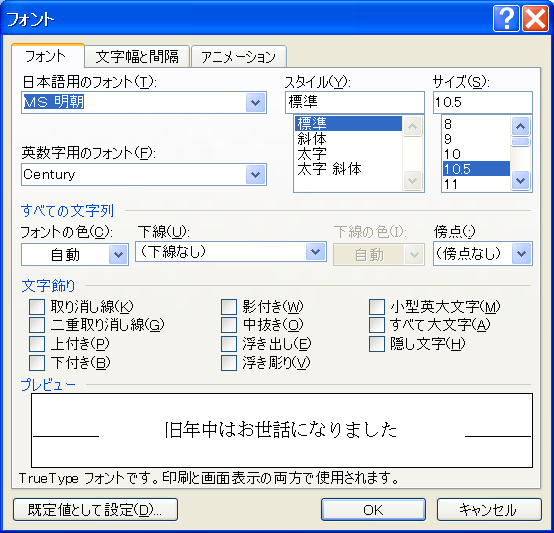 フォント
フォント 文字幅と間隔 アニメーション
日本語用のフォント(T): スタイル(Y): サイズ(S):
MS 明朝 標準 10.5
標準 8
斜体 9
太字 10
太字 斜体 10.5
11
英数字用のフォント(F):
Century
すべての文字列
フォントの色(C): 下線(U): 下線の色(I): 傍点(:)
自動 (下線なし) 自動 (傍点なし)
文字飾り
取り消し線(K) 影付き(W) 小型英大文字(M)
二重取り消し線(G) 中抜き(O) すべて大文字(A)
上付き(P) 浮き出し(E) 隠し文字(H)
下付き(B) 浮き彫り(V)
プレビュー
旧年中はお世話になりました
TrueType フォントです。印刷と画面表示の両方で使用されます。
既定値として設定(D)... OK キャンセル